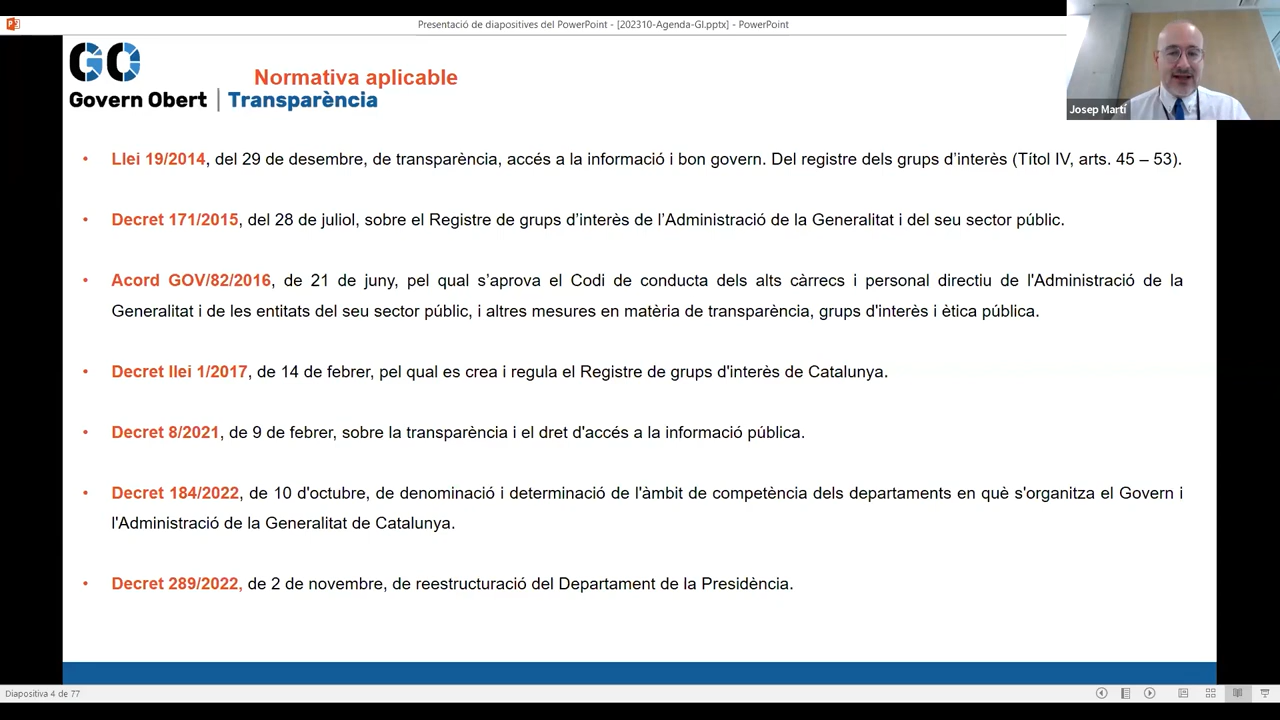 Presentació de diapositives del PowerPoint - [202310-Agenda-GI.pptx] - PowerPoint
GO
Normativa aplicable
Govern Obert | Transparència
Josep Martí
• Llei 19/2014, del 29 de desembre, de transparència, accés a la informació i bon govern. Del registre dels grups d’interès (Títol IV, arts. 45 – 53).
• Decret 171/2015, del 28 de juliol, sobre el Registre de grups d’interès de l’Administració de la Generalitat i del seu sector públic.
• Acord GOV/82/2016, de 21 de juny, pel qual s’aprova el Codi de conducta dels alts càrrecs i personal directiu de l'Administració de la
Generalitat i de les entitats del seu sector públic, i altres mesures en matèria de transparència, grups d'interès i ètica pública.
• Decret llei 1/2017, de 14 de febrer, pel qual es crea i regula el Registre de grups d'interès de Catalunya.
• Decret 8/2021, de 9 de febrer, sobre la transparència i el dret d'accés a la informació pública.
• Decret 184/2022, de 10 d'octubre, de denominació i determinació de l'àmbit de competència dels departaments en què s'organitza el Govern i
l'Administració de la Generalitat de Catalunya.
• Decret 289/2022, de 2 de novembre, de reestructuració del Departament de la Presidència.
Diapositiva 4 de 77